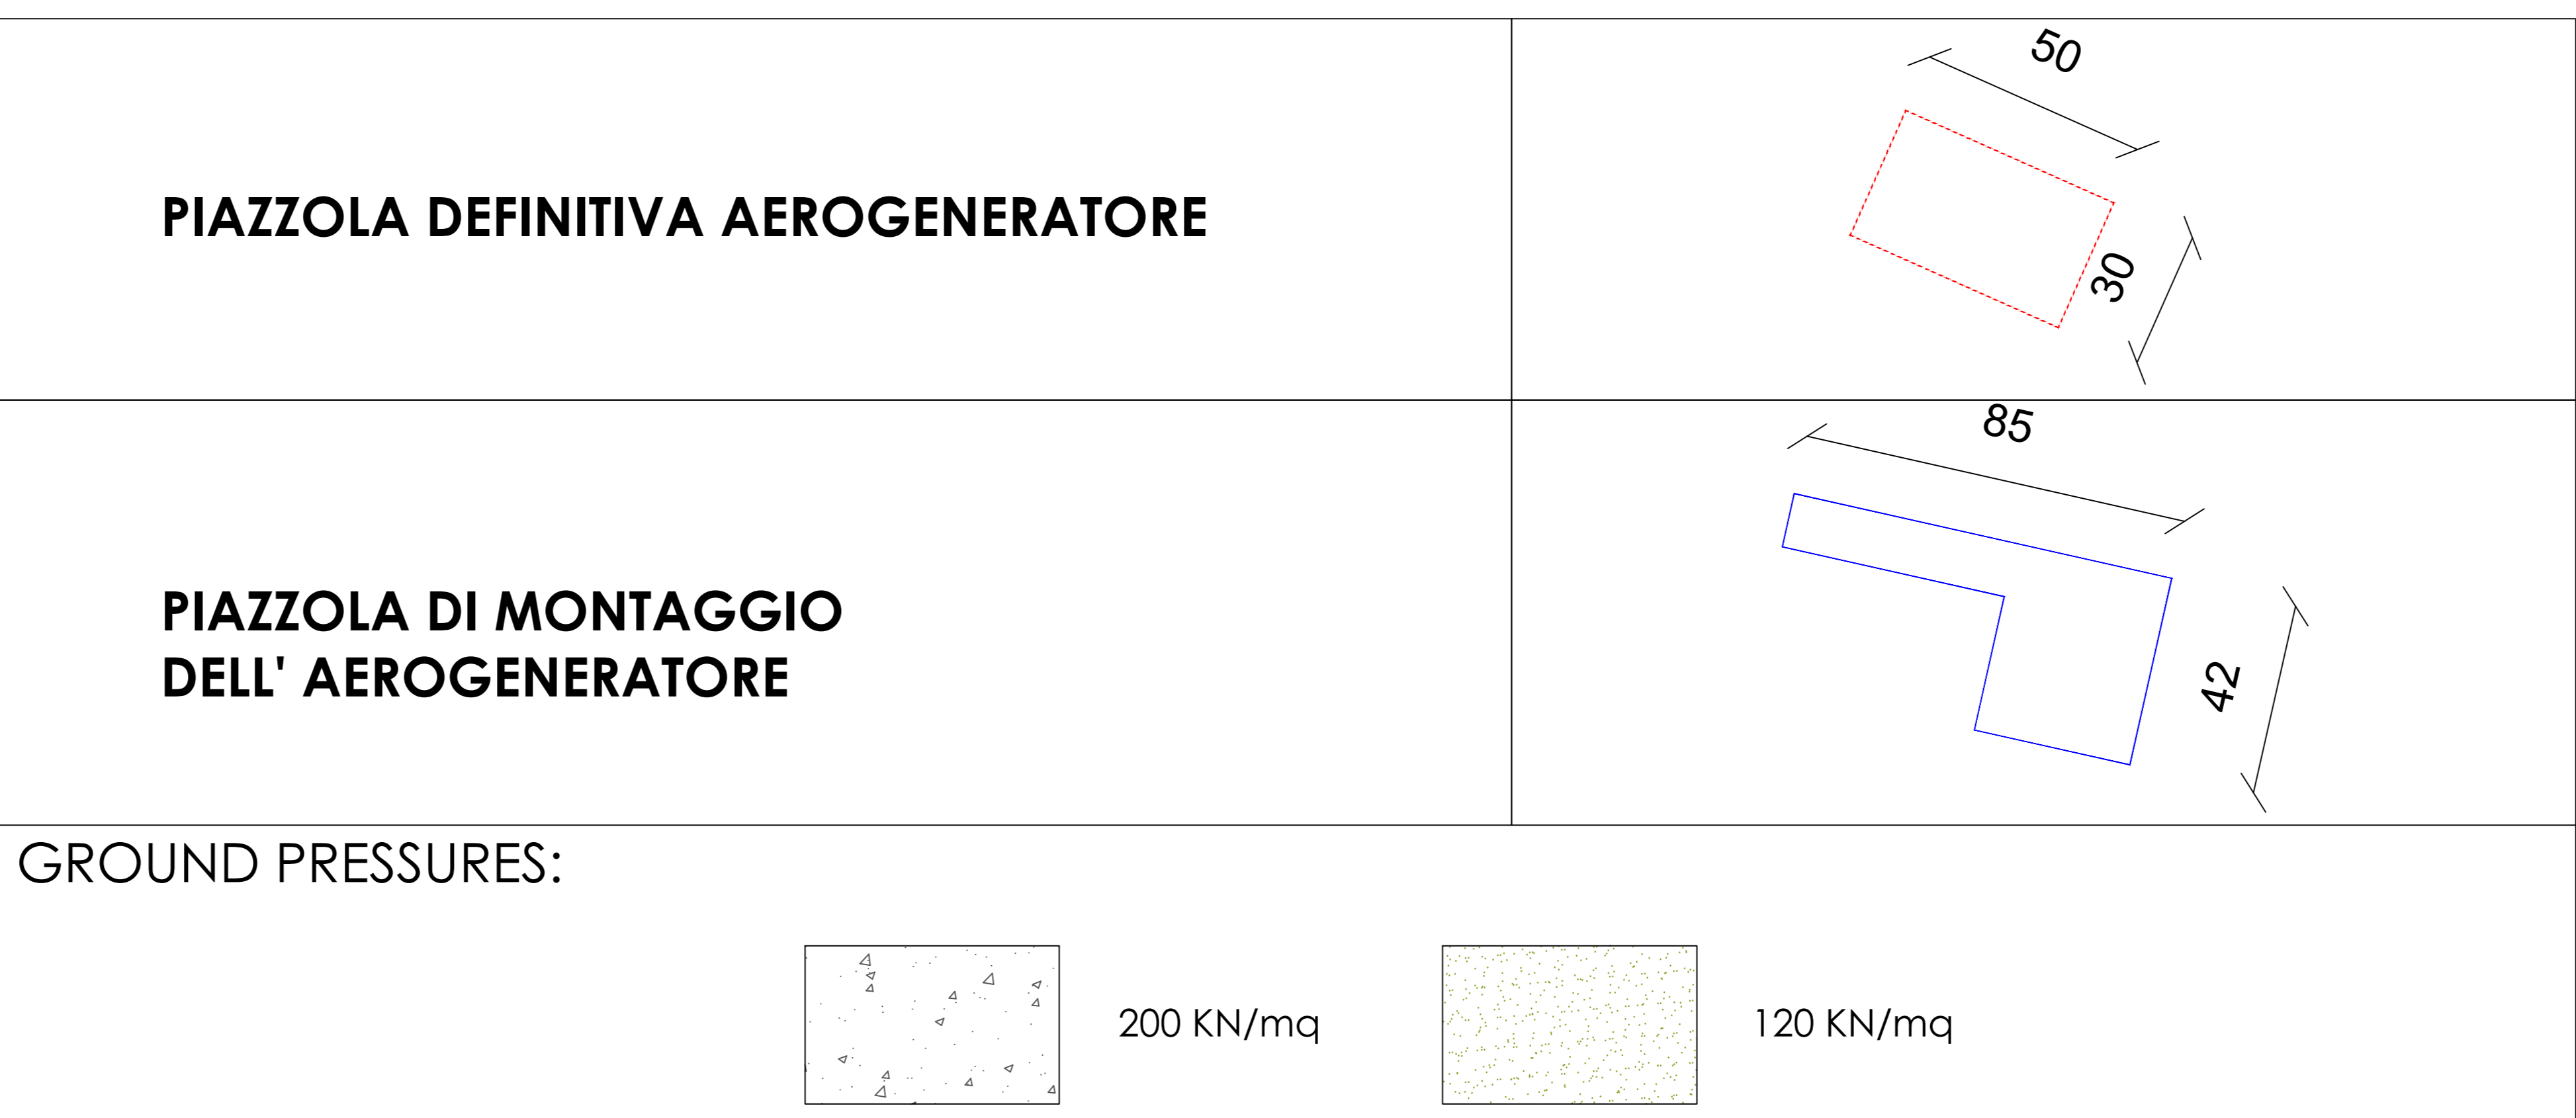 50
PIAZZOLA DEFINITIVA AEROGENERATORE
30
85
PIAZZOLA DI MONTAGGIO
DELL' AEROGENERATORE
42
GROUND PRESSURES:
200 KN/mq
120 KN/mq